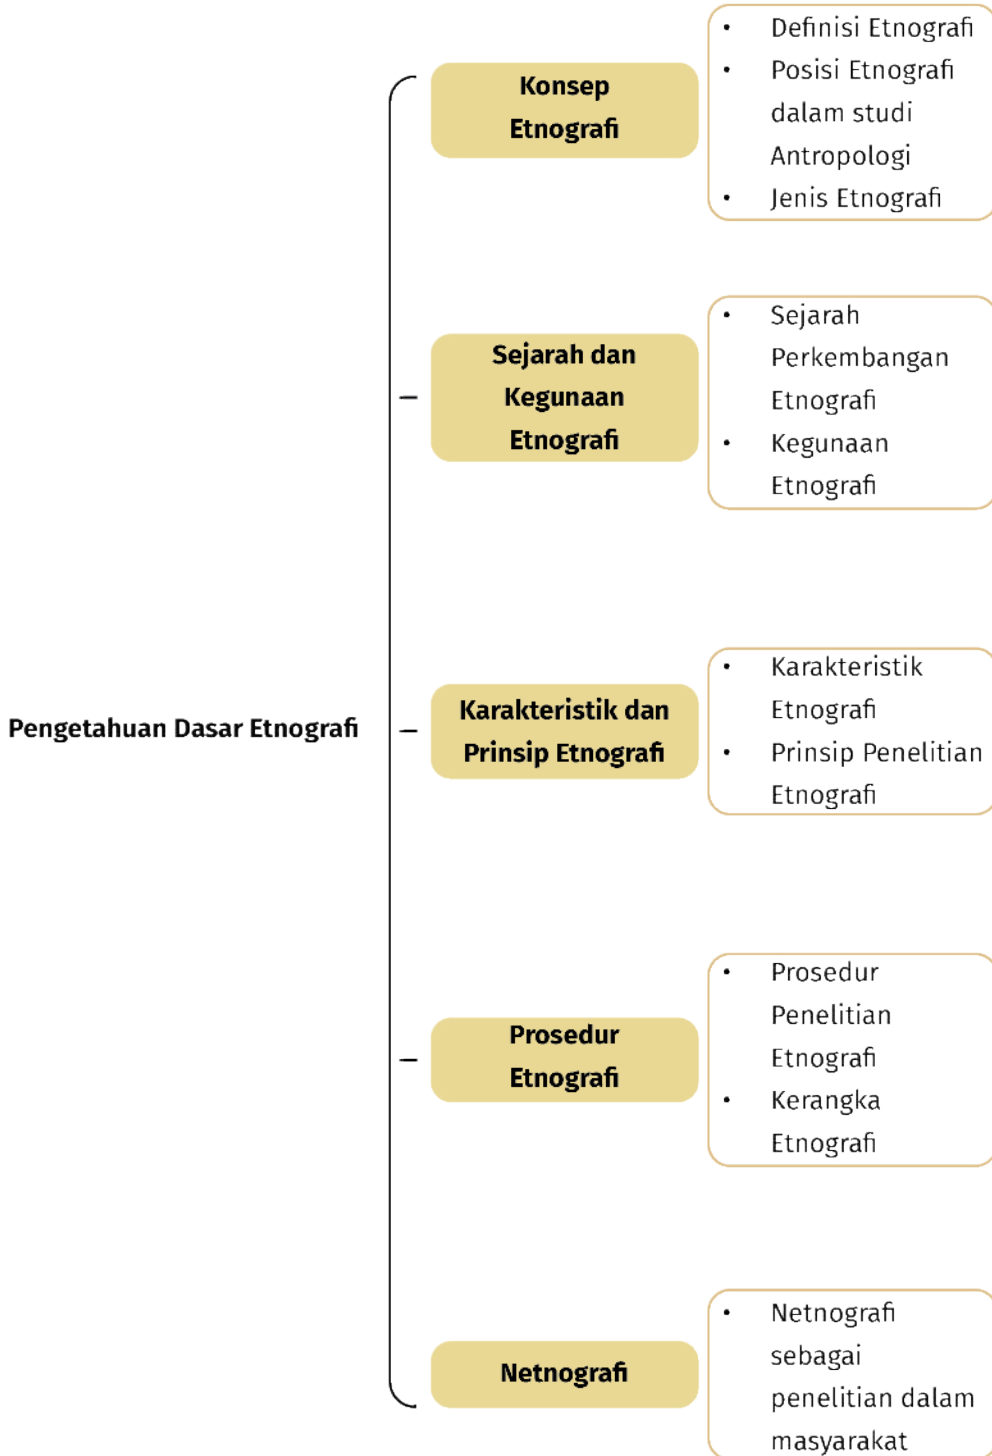 Pengetahuan Dasar Etnografi
Konsep
Etnografi
• Definisi Etnografi
• Posisi Etnografi
dalam studi
Antropologi
• Jenis Etnografi
Sejarah dan
Kegunaan
Etnografi
• Sejarah
Perkembangan
Etnografi
• Kegunaan
Etnografi
Karakteristik dan
Prinsip Etnografi
• Karakteristik
Etnografi
• Prinsip Penelitian
Etnografi
Prosedur
Etnografi
• Prosedur
Penelitian
Etnografi
• Kerangka
Etnografi
Netnografi
• Netnografi
sebagai
penelitian dalam
masyarakat